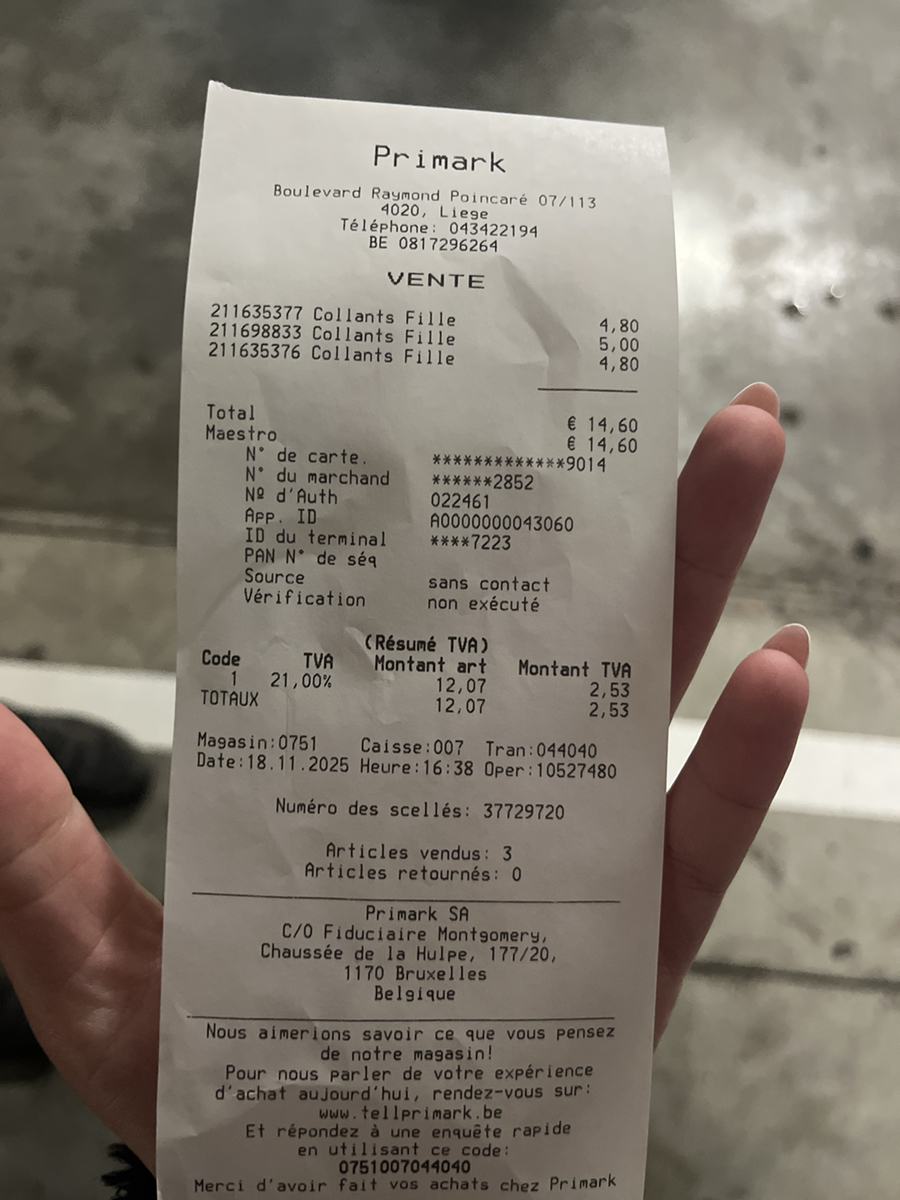 Primark
Boulevard Raymond Poincaré 07/113
4020, Liege
Téléphone: 043422194
BE 0817296264
VENTE
211635377 Collants Fille 4,80
211698833 Collants Fille 5,00
211635376 Collants Fille 4,80
Total € 14,60
Maestro € 14,60
N° de carte. *************9014
N° du marchand ******2852
Nº d'Auth 022461
App. ID A0000000043060
ID du terminal ****7223
PAN N° de séq
Source sans contact
Vérification non exécuté
(Résumé TVA)
Code TVA Montant art Montant TVA
1 21,00% 12,07 2,53
TOTAUX 12,07 2,53
Magasin:0751 Caisse:007 Tran:044040
Date:18.11.2025 Heure:16:38 Oper:10527480
Numéro des scellés: 37729720
Articles vendus: 3
Articles retournés: 0
Primark SA
C/O Fiduciaire Montgomery,
Chaussée de la Hulpe, 177/20,
1170 Bruxelles
Belgique
Nous aimerions savoir ce que vous pensez
de notre magasin!
Pour nous parler de votre expérience
d'achat aujourd'hui, rendez-vous sur:
www.tellprimark.be
Et répondez à une enquête rapide
en utilisant ce code:
0751007044040
Merci d'avoir fait vos achats chez Primark